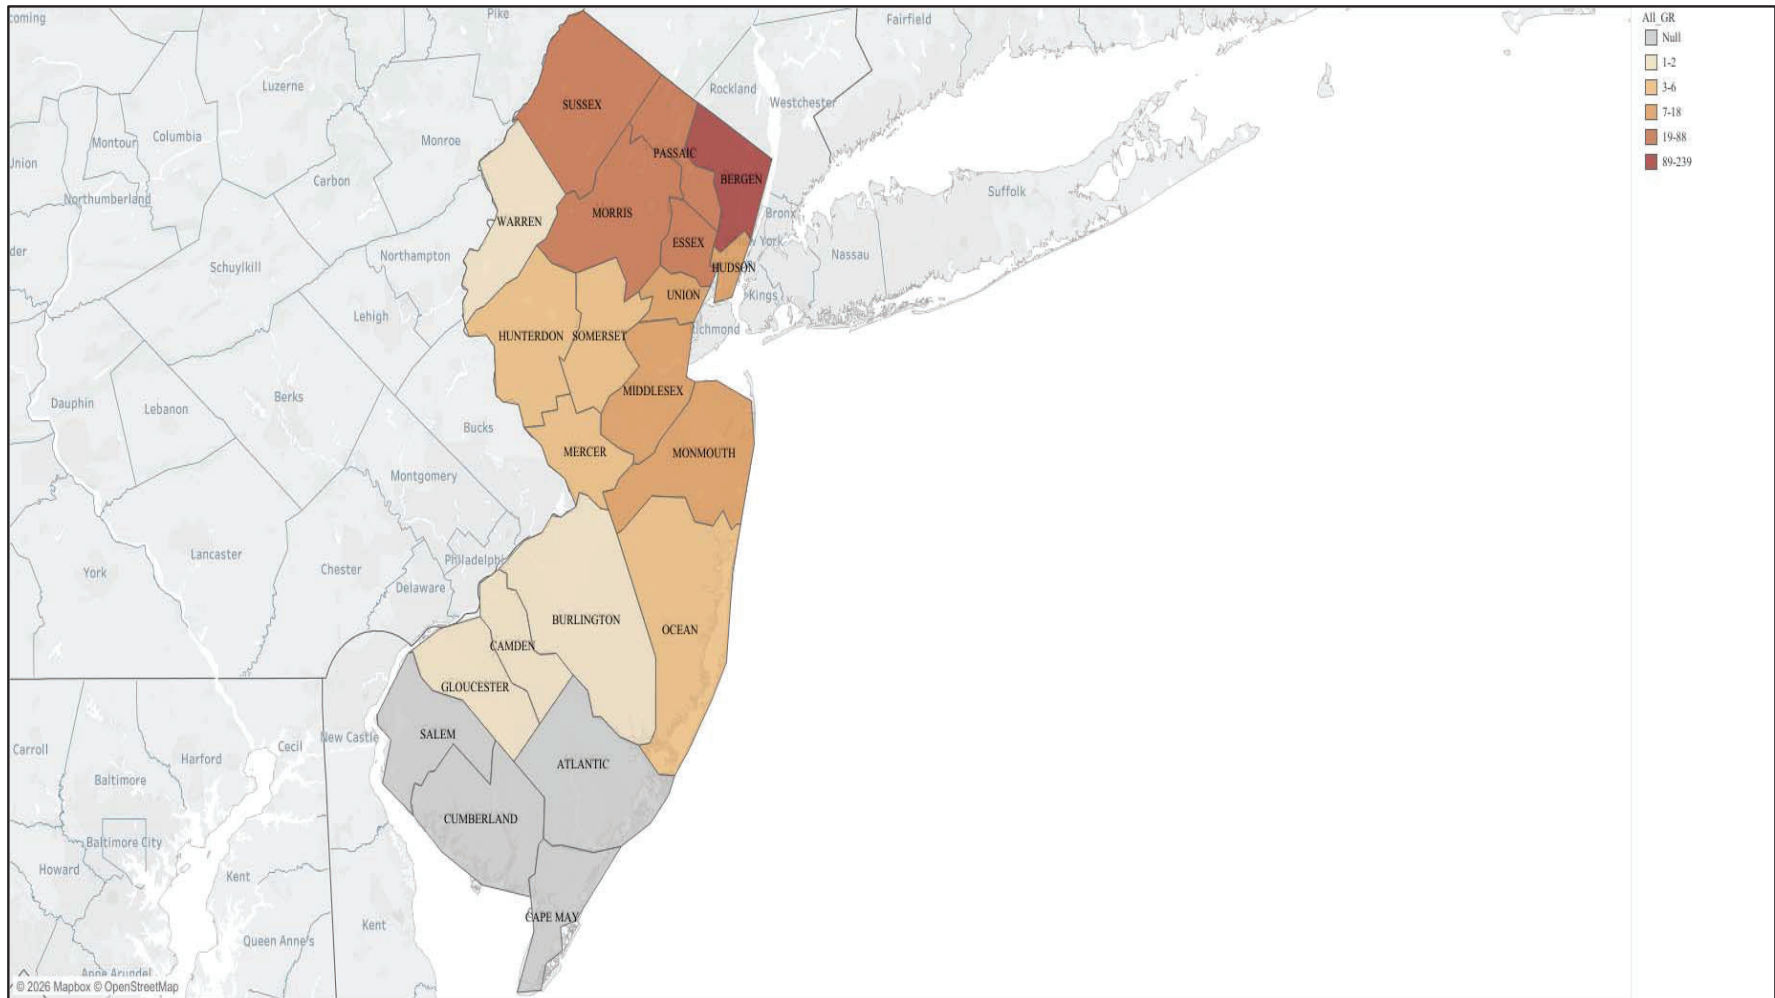 coming
Pike
Fairfield
All_GR
Null
1-2
3-6
7-18
19-88
89-239
Luzerne
Rockland
Westchester
SUSSEX
Montour
Columbia
Monroe
Union
PASSAIC
Carbon
BERGEN
Northumberland
Suffolk
Bronx
MORRIS
WARREN
ESSEX
York
der
Northampton
Nassau
Schuylkill
HUDSON
UNION
Kings
Lehigh
Richmond
HUNTERDON
SOMERSET
MIDDLESEX
Berks
Dauphin
Lebanon
Bucks
MERCER
MONMOUTH
Montgomery
Lancaster
Philadelphi
York
Chester
Delaware
BURLINGTON
OCEAN
CAMDEN
GLOUCESTER
SALEM
New Castle
Cecil
Carroll
Harford
ATLANTIC
Baltimore
CUMBERLAND
Baltimore City
Howard
Kent
CAPE MAY
Kent
Queen Anne's
Anne Arundel
© 2026 Mapbox © OpenStreetMap